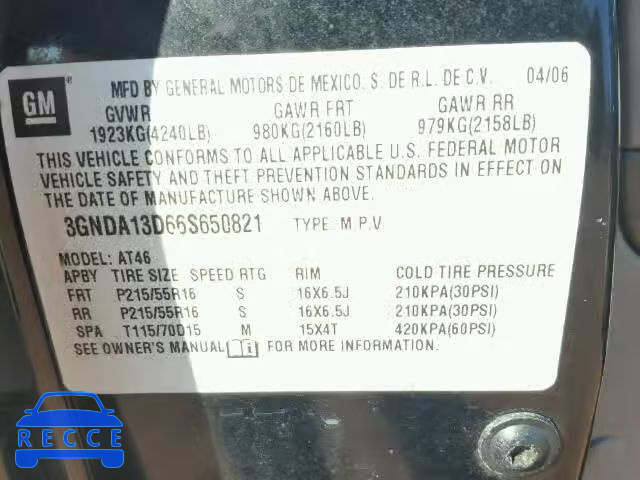 GM
MFD BY GENERAL MOTORS DE MEXICO. S. DE R.L. DE C.V. 04/06
GVWR GAWR FRT GAWR RR
1923KG(4240LB) 980KG(2160LB) 979KG(2158LB)
THIS VEHICLE CONFORMS TO ALL APPLICABLE U.S. FEDERAL MOTOR
VEHICLE SAFETY AND THEFT PREVENTION STANDARDS IN EFFECT ON
THE DATE OF MANUFACTURE SHOWN ABOVE
3GNDA13D66S650821 TYPE: M.P.V
MODEL: AT46
APBY TIRE SIZE SPEED RTG RIM COLD TIRE PRESSURE
FRT P215/55R16 S 16X6.5J 210KPA(30PSI)
RR P215/55R16 S 16X6.5J 210KPA(30PSI)
SPA T115/70D15 M 15X4T 420KPA(60PSI)
SEE OWNER'S MANUAL FOR MORE INFORMATION
RECCE